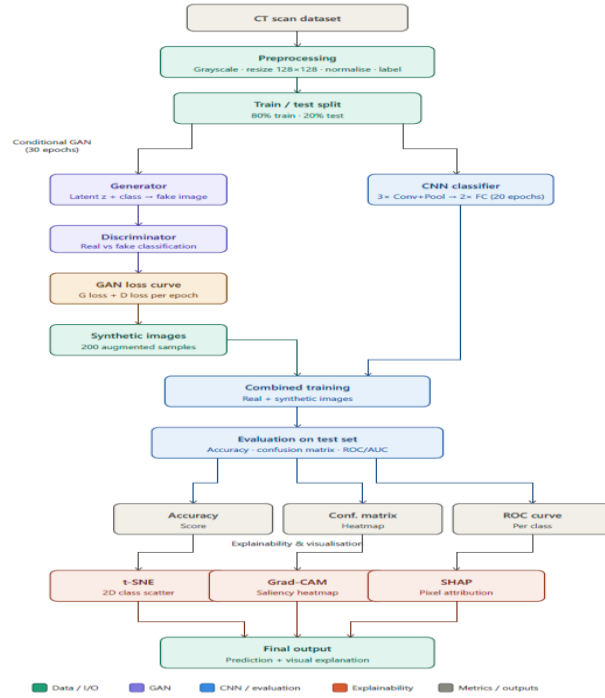 CT scan dataset
Preprocessing
Grayscale · resize 128×128 · normalise · label
Train / test split
80% train · 20% test
Conditional GAN
(30 epochs)
Generator
Latent z + class → fake image
CNN classifier
3× Conv+Pool → 2× FC (20 epochs)
Discriminator
Real vs fake classification
GAN loss curve
G loss + D loss per epoch
Synthetic images
200 augmented samples
Combined training
Real + synthetic images
Evaluation on test set
Accuracy · confusion matrix · ROC/AUC
Accuracy
Score
Conf. matrix
Heatmap
ROC curve
Per class
Explainability & visualisation
t-SNE
2D class scatter
Grad-CAM
Saliency heatmap
SHAP
Pixel attribution
Final output
Prediction + visual explanation
Data / I/O
GAN
CNN / evaluation
Explainability
Metrics / outputs